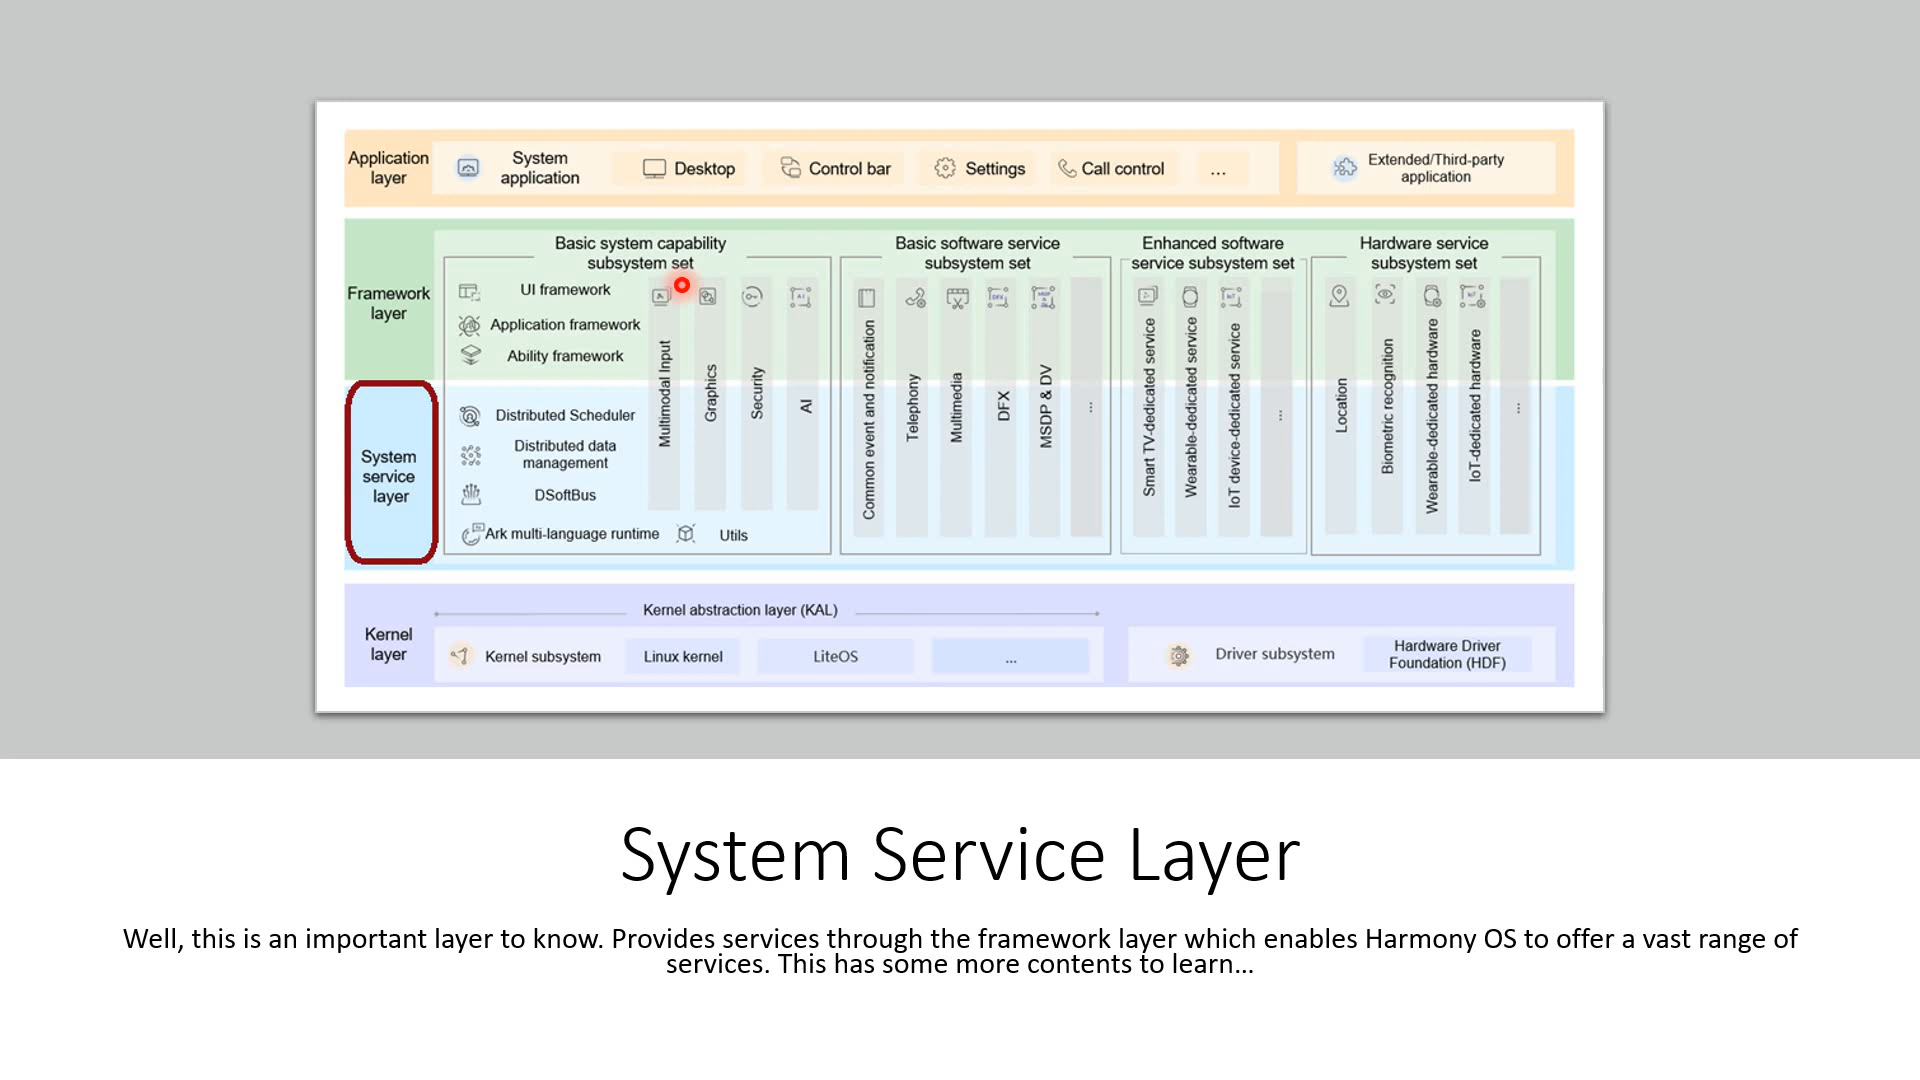 Application
layer
System
application
Desktop
Control bar
Settings
Call control
...
Extended/Third-party
application
Framework
layer
Basic system capability
subsystem set
UI framework
Application framework
Ability framework
Multimodal Input
Graphics
Security
AI
Basic software service
subsystem set
Common event and notification
Telephony
Multimedia
DFX
MSDP & DV
...
Enhanced software
service subsystem set
Smart TV-dedicated service
Wearable-dedicated service
IoT device-dedicated service
...
Hardware service
subsystem set
Location
Biometric recognition
Wearable-dedicated hardware
IoT-dedicated hardware
...
System
service
layer
Distributed Scheduler
Distributed data
management
DSoftBus
Ark multi-language runtime
Utils
Kernel
layer
Kernel abstraction layer (KAL)
Kernel subsystem
Linux kernel
LiteOS
...
Driver subsystem
Hardware Driver
Foundation (HDF)
System Service Layer
Well, this is an important layer to know. Provides services through the framework layer which enables Harmony OS to offer a vast range of
services. This has some more contents to learn...